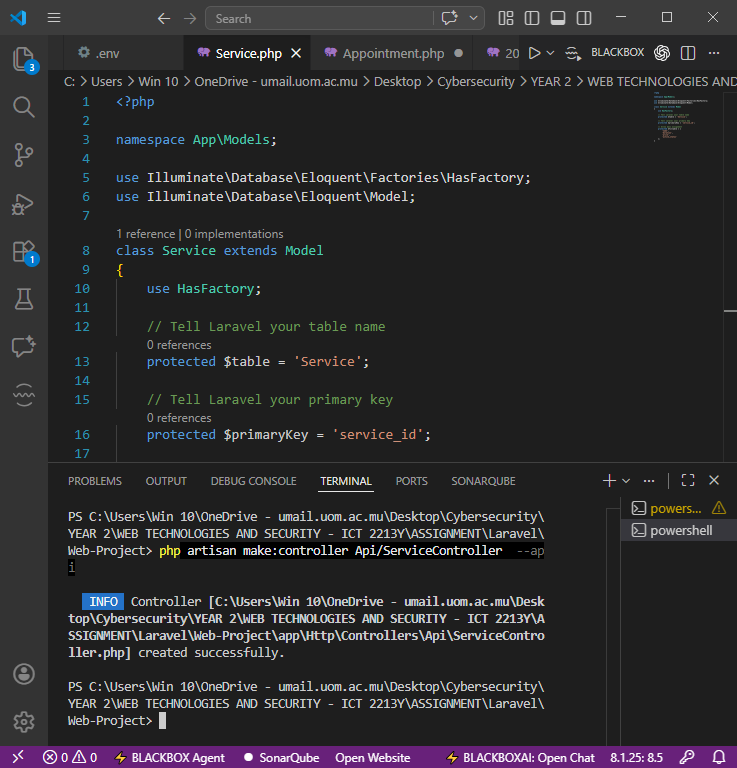 Search
.env
Service.php
Appointment.php
20
BLACKBOX
C: > Users > Win 10 > OneDrive - umail.uom.ac.mu > Desktop > Cybersecurity > YEAR 2 > WEB TECHNOLOGIES AND
1 <?php
2
3 namespace App\Models;
4
5 use Illuminate\Database\Eloquent\Factories\HasFactory;
6 use Illuminate\Database\Eloquent\Model;
7
1 reference | 0 implementations
8 class Service extends Model
9 {
10 use HasFactory;
11
12 // Tell Laravel your table name
0 references
13 protected $table = 'Service';
14
15 // Tell Laravel your primary key
0 references
16 protected $primaryKey = 'service_id';
17
3
1
PROBLEMS OUTPUT DEBUG CONSOLE TERMINAL PORTS SONARQUBE
PS C:\Users\Win 10\OneDrive - umail.uom.ac.mu\Desktop\Cybersecurity\
YEAR 2\WEB TECHNOLOGIES AND SECURITY - ICT 2213Y\ASSIGNMENT\Laravel\
Web-Project> php artisan make:controller Api/ServiceController --ap
i
INFO Controller [C:\Users\Win 10\OneDrive - umail.uom.ac.mu\Desk
top\Cybersecurity\YEAR 2\WEB TECHNOLOGIES AND SECURITY - ICT 2213Y\A
SSIGNMENT\Laravel\Web-Project\app\Http\Controllers\Api\ServiceContro
ller.php] created successfully.
PS C:\Users\Win 10\OneDrive - umail.uom.ac.mu\Desktop\Cybersecurity\
YEAR 2\WEB TECHNOLOGIES AND SECURITY - ICT 2213Y\ASSIGNMENT\Laravel\
Web-Project>
powers...
powershell
0 0 BLACKBOX Agent SonarQube Open Website BLACKBOXAI: Open Chat 8.1.25: 8.5